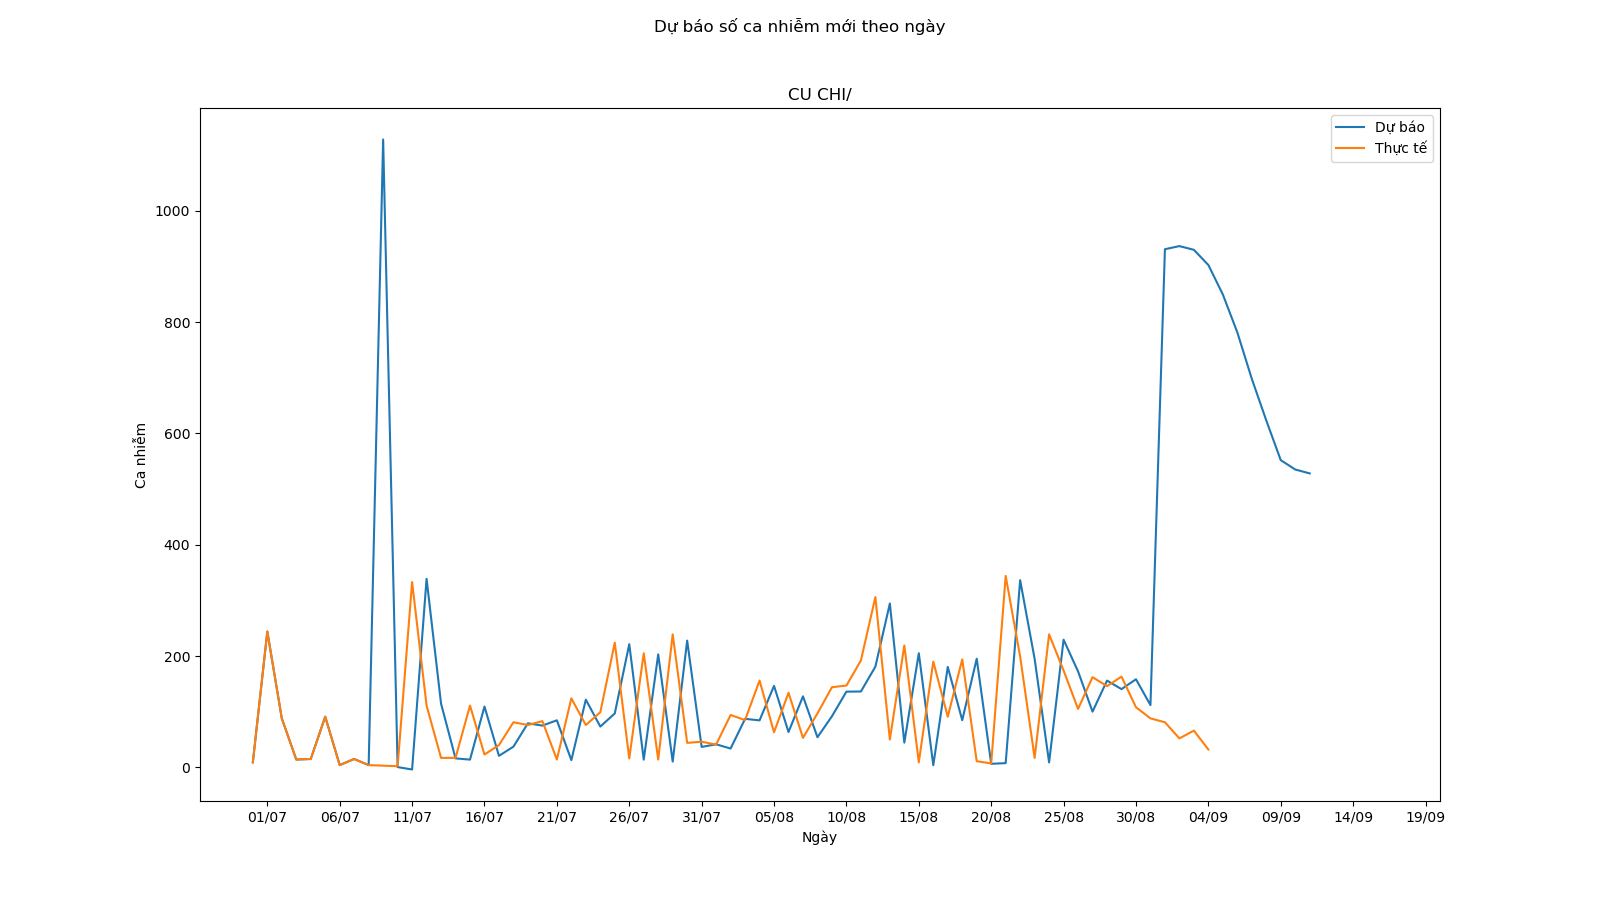 Dự báo số ca nhiễm mới theo ngày
CU CHI/
Dự báo
Thực tế
1000
800
600
400
200
0
Ca nhiễm
01/07 06/07 11/07 16/07 21/07 26/07 31/07 05/08 10/08 15/08 20/08 25/08 30/08 04/09 09/09 14/09 19/09
Ngày